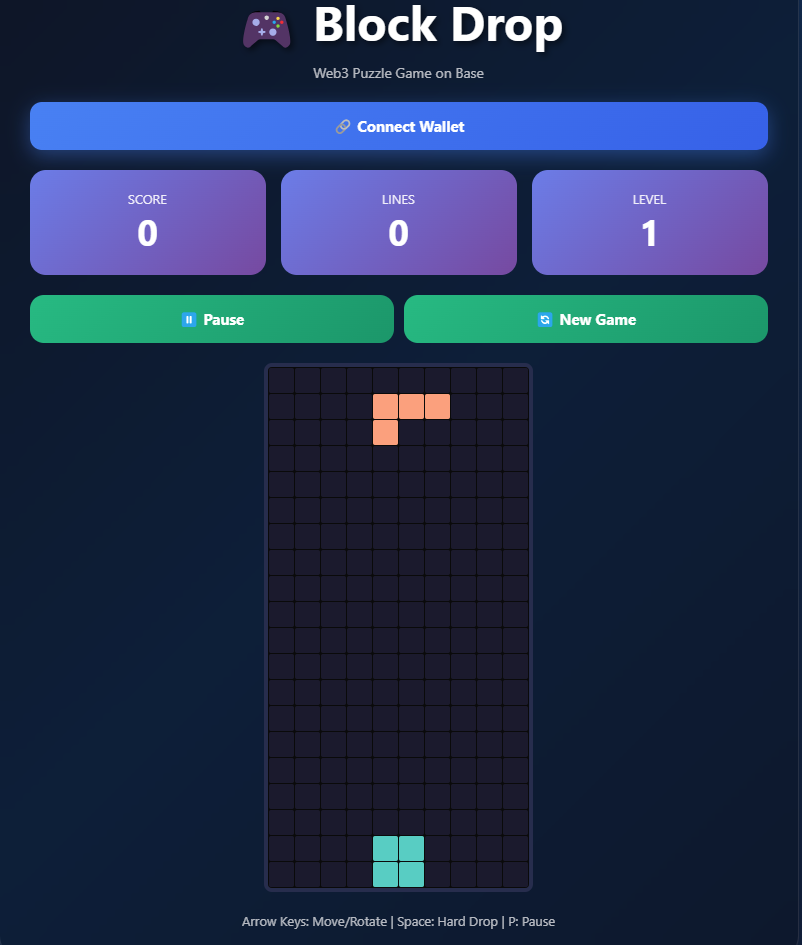 Block Drop
Web3 Puzzle Game on Base
Connect Wallet
SCORE
0
LINES
0
LEVEL
1
Pause
New Game
Arrow Keys: Move/Rotate | Space: Hard Drop | P: Pause